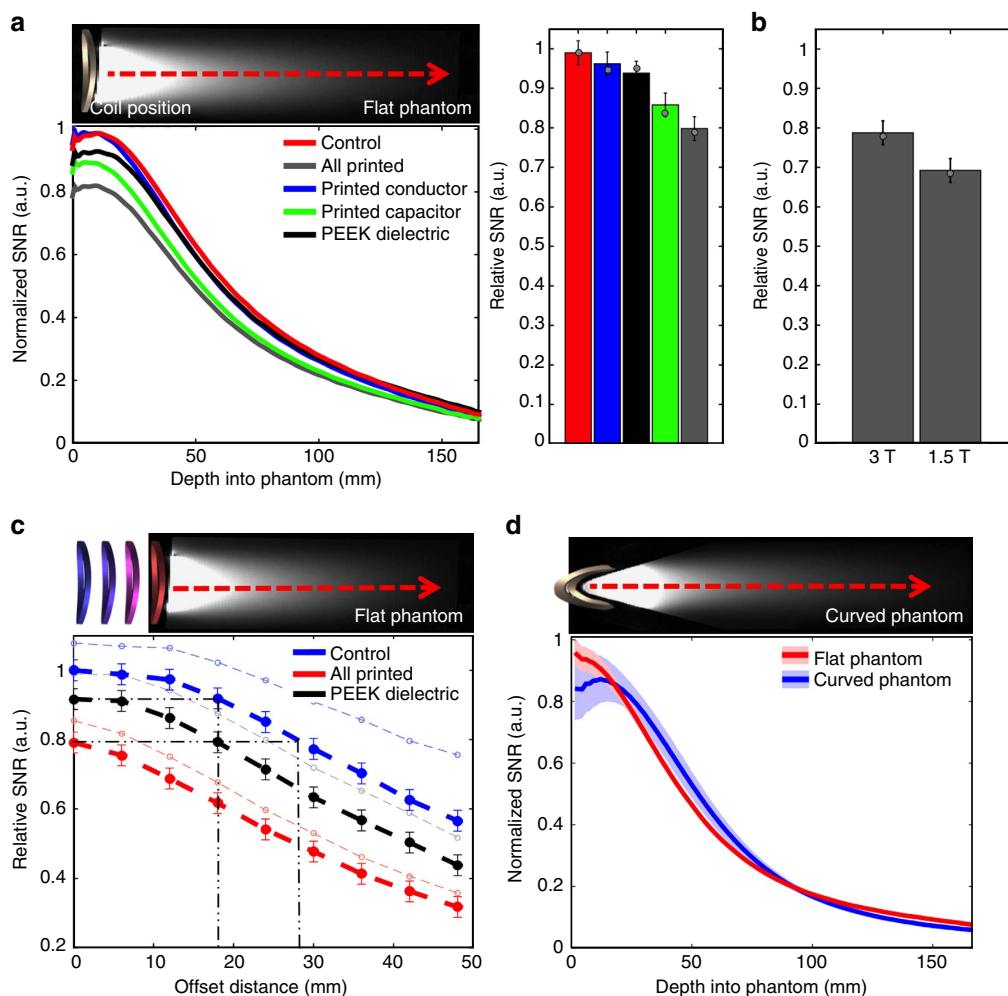 a
Coil position
Flat phantom
Normalized SNR (a.u.)
1
0.8
0.6
0.4
0.2
0
0
50
100
150
Depth into phantom (mm)
Control
All printed
Printed conductor
Printed capacitor
PEEK dielectric
Relative SNR (a.u.)
1
0.9
0.8
0.7
0.6
0.5
0.4
0.3
0.2
0.1
0
b
Relative SNR (a.u.)
1
0.9
0.8
0.7
0.6
0.5
0.4
0.3
0.2
0.1
0
3 T
1.5 T
c
Flat phantom
Relative SNR (a.u.)
1
0.8
0.6
0.4
0.2
0
10
20
30
40
50
Offset distance (mm)
Control
All printed
PEEK dielectric
d
Curved phantom
Normalized SNR (a.u.)
1
0.8
0.6
0.4
0.2
0
0
50
100
150
Depth into phantom (mm)
Flat phantom
Curved phantom